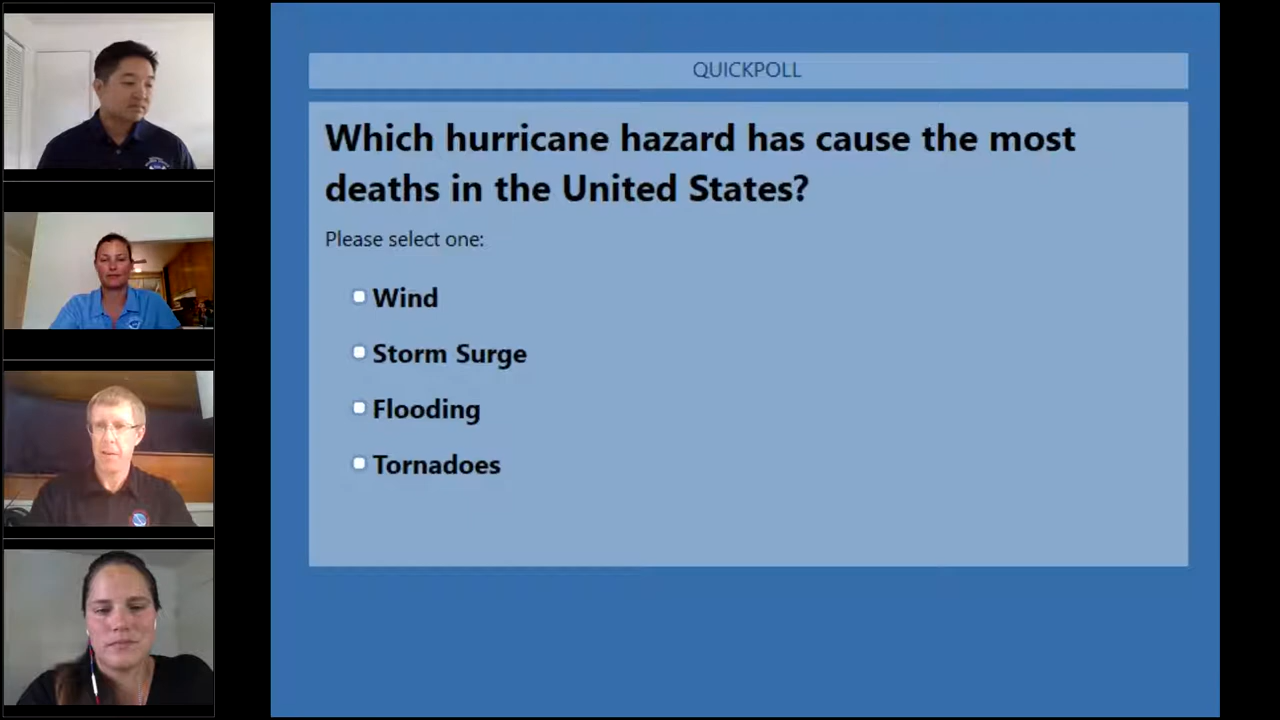 QUICKPOLL
Which hurricane hazard has cause the most
deaths in the United States?
Please select one:
Wind
Storm Surge
Flooding
Tornadoes